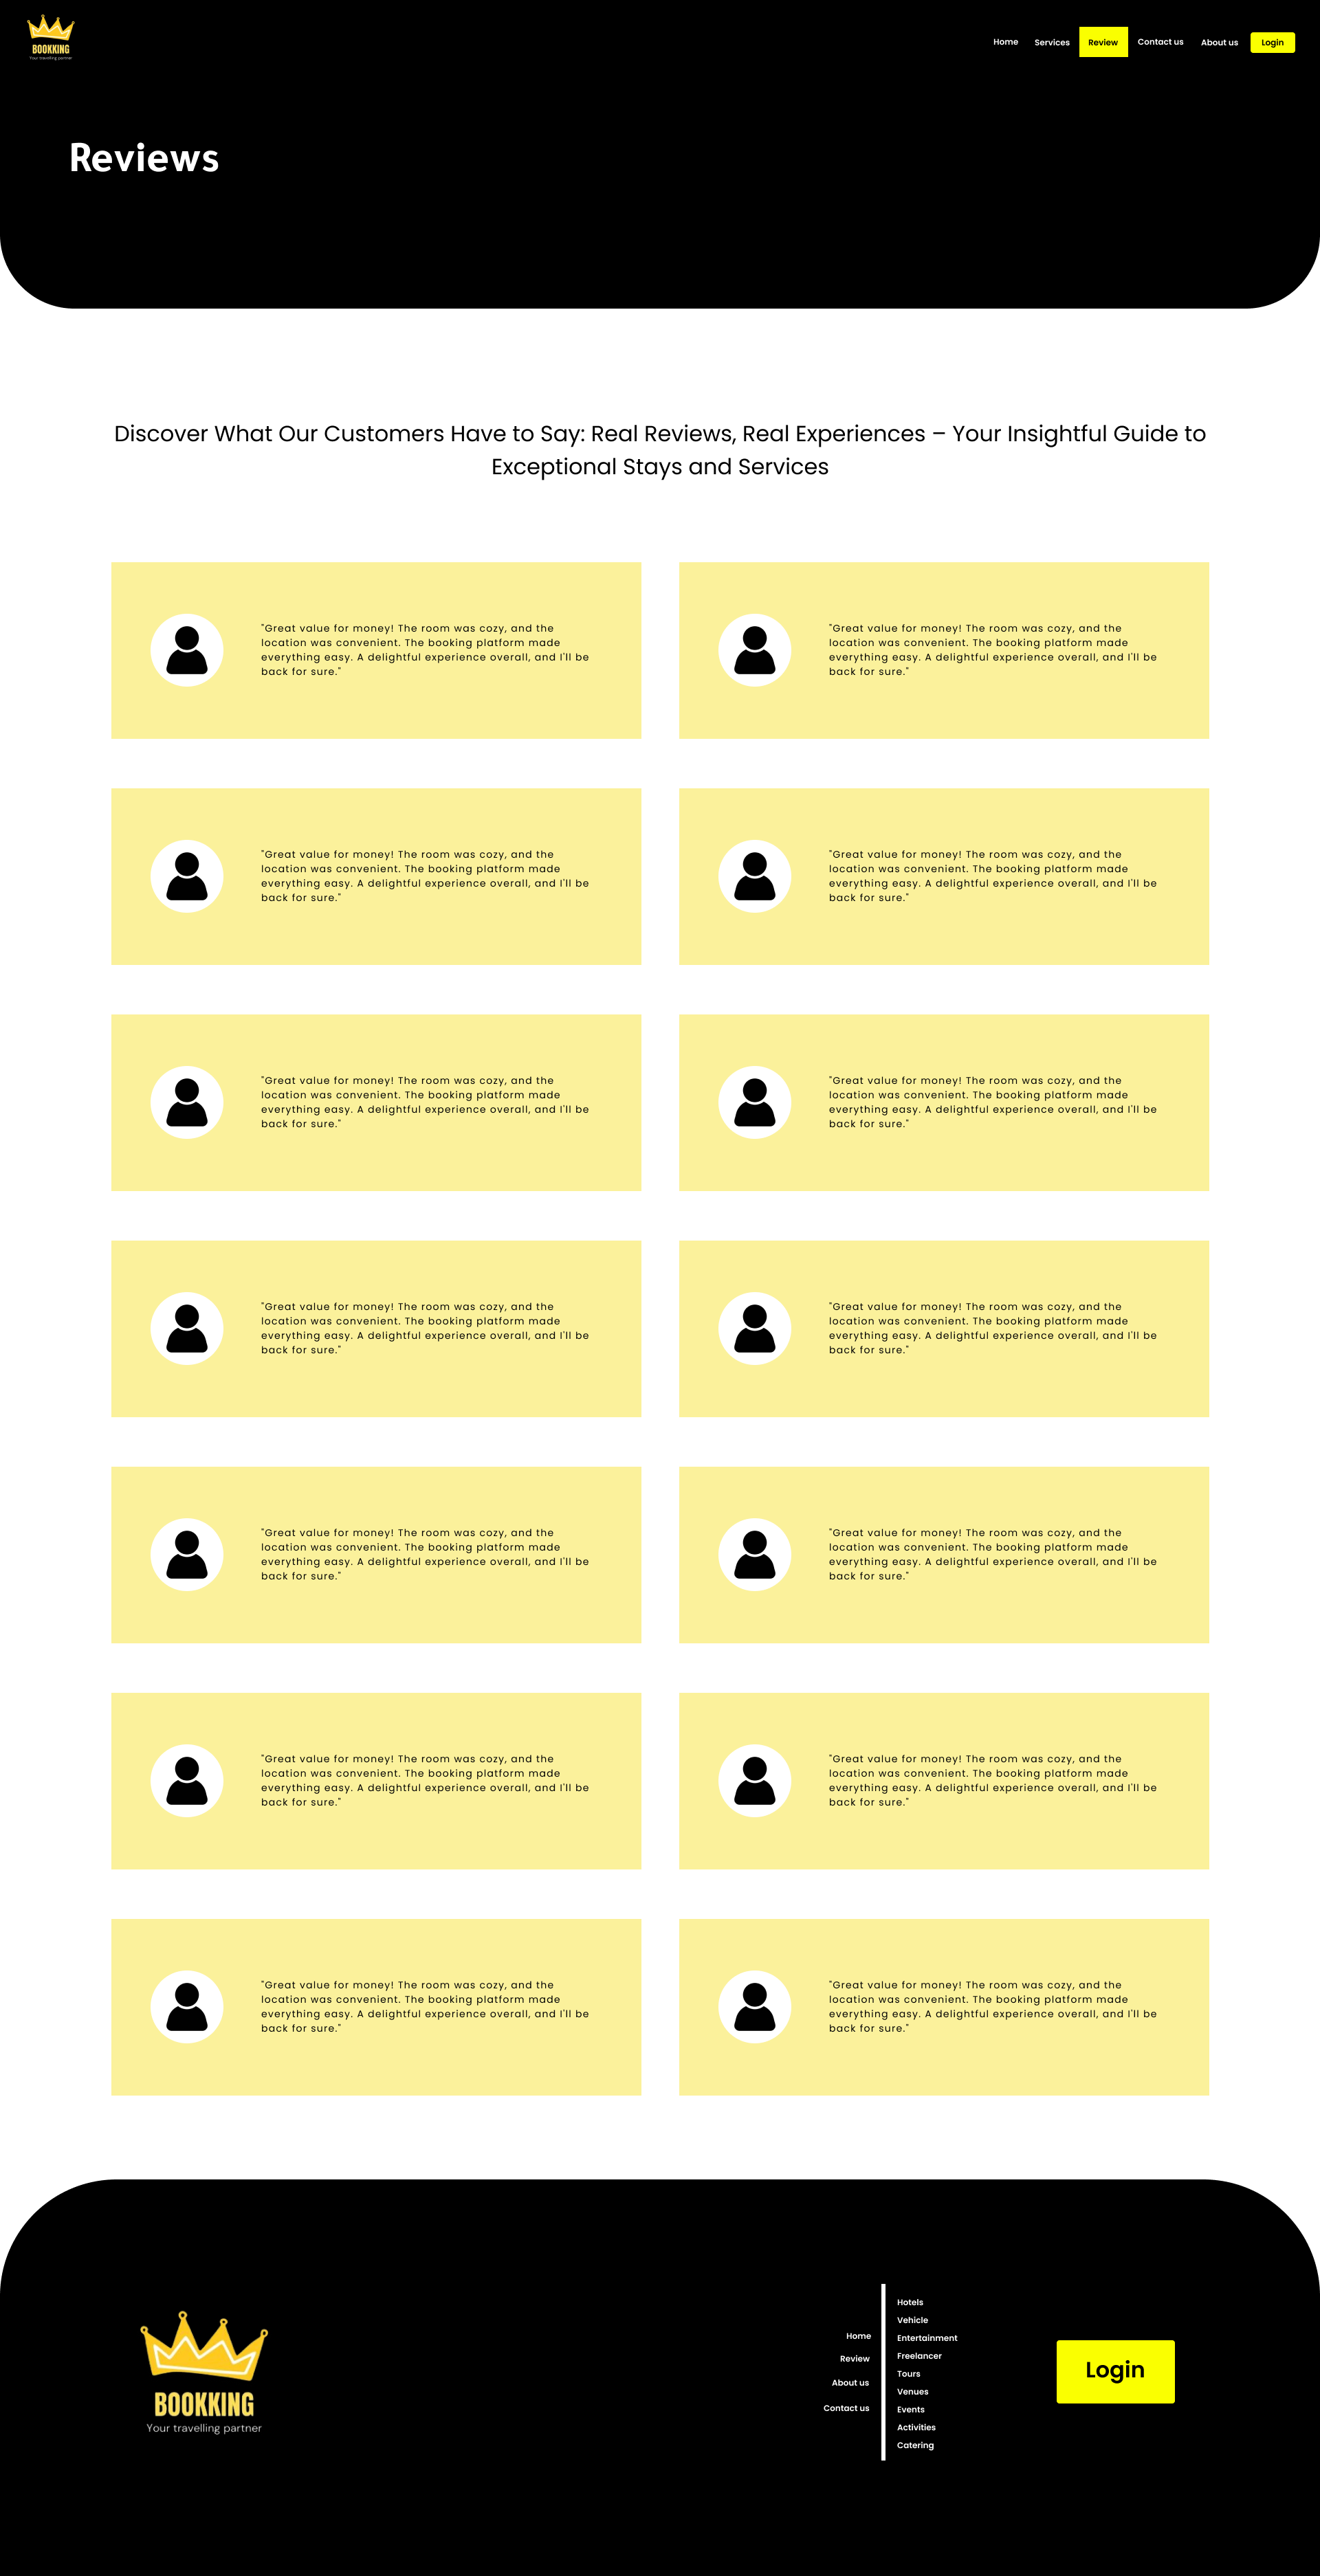 BOOKKING
Your travelling partner
Home
Services
Review
Contact us
About us
Login
Reviews
Discover What Our Customers Have to Say: Real Reviews, Real Experiences – Your Insightful Guide to
Exceptional Stays and Services
"Great value for money! The room was cozy, and the
location was convenient. The booking platform made
everything easy. A delightful experience overall, and I'll be
back for sure."
"Great value for money! The room was cozy, and the
location was convenient. The booking platform made
everything easy. A delightful experience overall, and I'll be
back for sure."
"Great value for money! The room was cozy, and the
location was convenient. The booking platform made
everything easy. A delightful experience overall, and I'll be
back for sure."
"Great value for money! The room was cozy, and the
location was convenient. The booking platform made
everything easy. A delightful experience overall, and I'll be
back for sure."
"Great value for money! The room was cozy, and the
location was convenient. The booking platform made
everything easy. A delightful experience overall, and I'll be
back for sure."
"Great value for money! The room was cozy, and the
location was convenient. The booking platform made
everything easy. A delightful experience overall, and I'll be
back for sure."
"Great value for money! The room was cozy, and the
location was convenient. The booking platform made
everything easy. A delightful experience overall, and I'll be
back for sure."
"Great value for money! The room was cozy, and the
location was convenient. The booking platform made
everything easy. A delightful experience overall, and I'll be
back for sure."
"Great value for money! The room was cozy, and the
location was convenient. The booking platform made
everything easy. A delightful experience overall, and I'll be
back for sure."
"Great value for money! The room was cozy, and the
location was convenient. The booking platform made
everything easy. A delightful experience overall, and I'll be
back for sure."
"Great value for money! The room was cozy, and the
location was convenient. The booking platform made
everything easy. A delightful experience overall, and I'll be
back for sure."
"Great value for money! The room was cozy, and the
location was convenient. The booking platform made
everything easy. A delightful experience overall, and I'll be
back for sure."
"Great value for money! The room was cozy, and the
location was convenient. The booking platform made
everything easy. A delightful experience overall, and I'll be
back for sure."
"Great value for money! The room was cozy, and the
location was convenient. The booking platform made
everything easy. A delightful experience overall, and I'll be
back for sure."
BOOKKING
Your travelling partner
Home
Review
About us
Contact us
Hotels
Vehicle
Entertainment
Freelancer
Tours
Venues
Events
Activities
Catering
Login